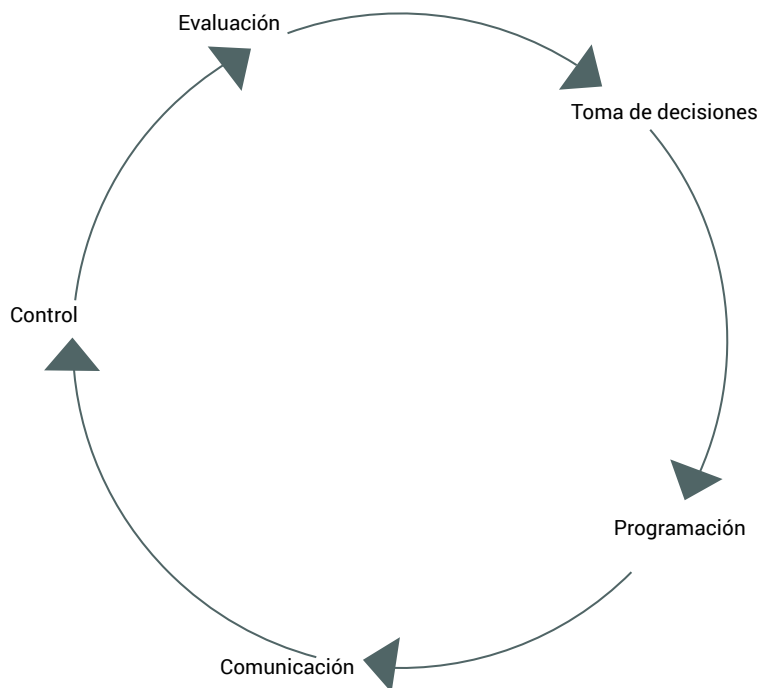 Evaluación
Toma de decisiones
Control
Programación
Comunicación